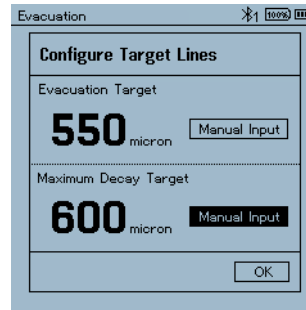 Evacuation 1 100%
Configure Target Lines
Evacuation Target
550 micron Manual Input
Maximum Decay Target
600 micron Manual Input
OK